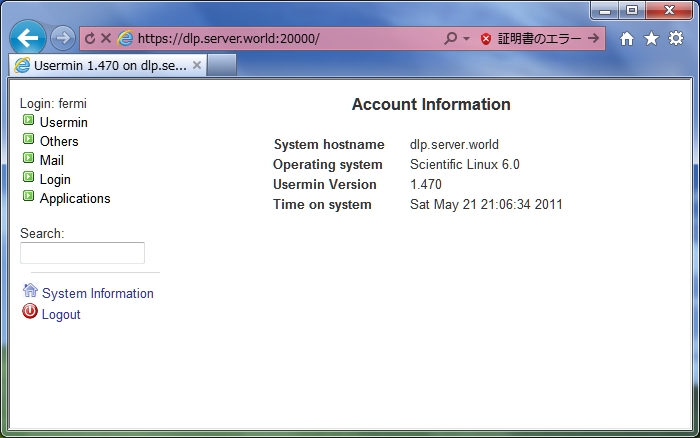 https://dlp.server.world:20000/
証明書のエラー
Usermin 1.470 on dlp.se...
Login: fermi
Usermin
Others
Mail
Login
Applications
Search:
System Information
Logout
Account Information
System hostname dlp.server.world
Operating system Scientific Linux 6.0
Usermin Version 1.470
Time on system Sat May 21 21:06:34 2011